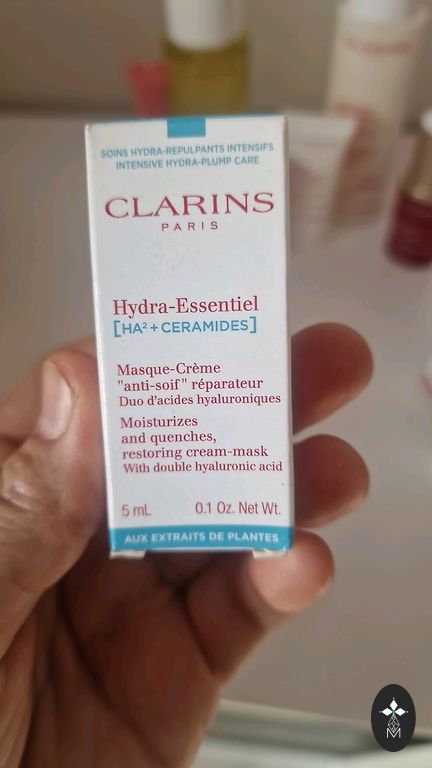 SOINS HYDRA-REPULPANTS INTENSIFS
INTENSIVE HYDRA-PLUMP CARE
CLARINS
PARIS
Hydra-Essentiel
[HA² + CERAMIDES]
Masque-Crème
"anti-soif" réparateur
Duo d'acides hyaluroniques
Moisturizes
and quenches,
restoring cream-mask
With double hyaluronic acid
5 mL 0.1 Oz. Net Wt.
AUX EXTRAITS DE PLANTES
CLARINS
M